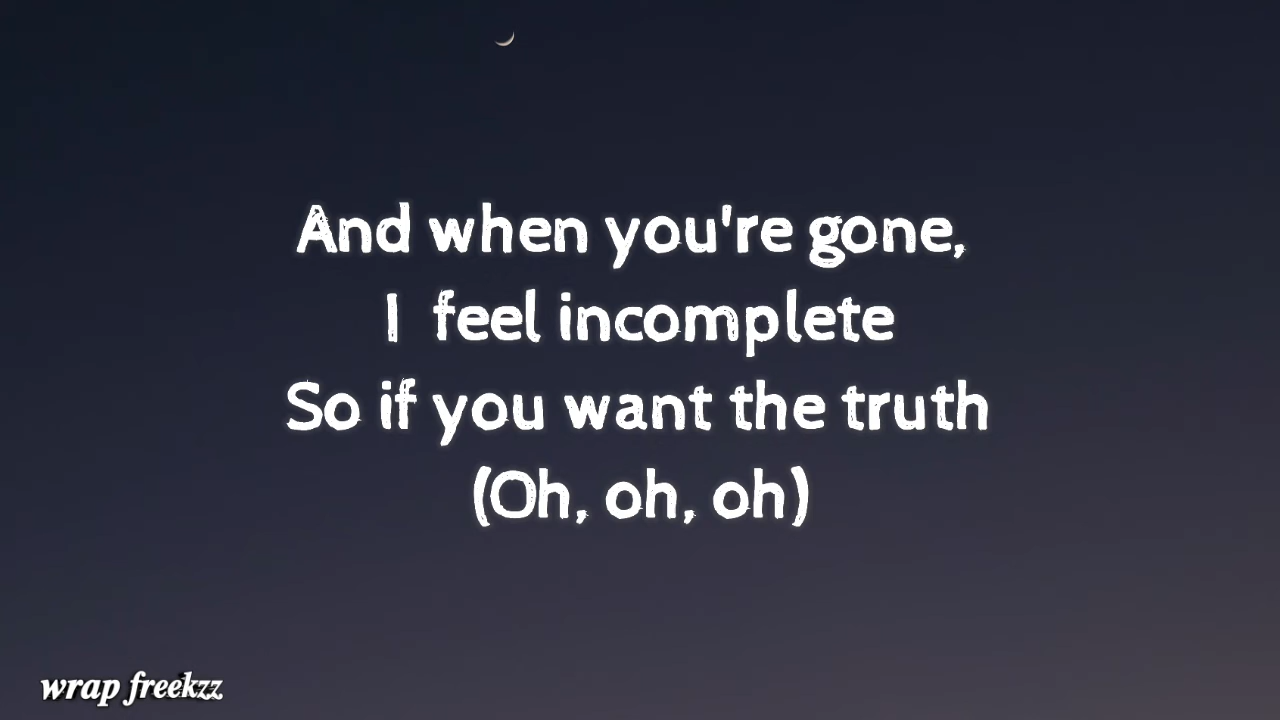 And when you're gone,
I feel incomplete
So if you want the truth
(Oh, oh, oh)
wrap freekzz